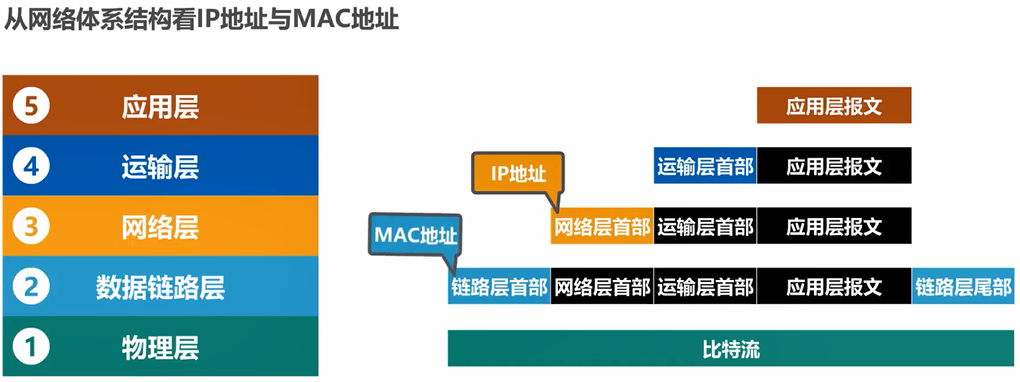 从网络体系结构看IP地址与MAC地址
5 应用层 应用层报文
4 运输层 运输层首部 应用层报文
IP地址
3 网络层 网络层首部 运输层首部 应用层报文
MAC地址
2 数据链路层 链路层首部 网络层首部 运输层首部 应用层报文 链路层尾部
1 物理层 比特流